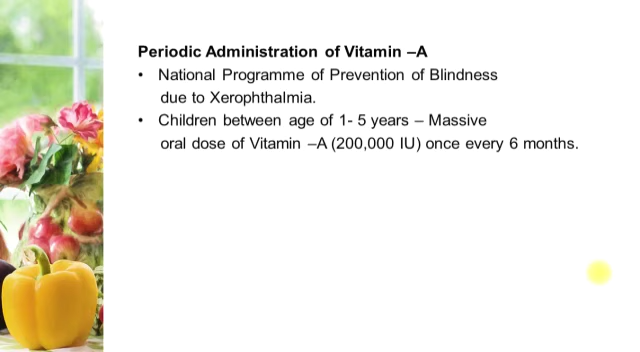 Periodic Administration of Vitamin –A
• National Programme of Prevention of Blindness
due to Xerophthalmia.
• Children between age of 1- 5 years – Massive
oral dose of Vitamin –A (200,000 IU) once every 6 months.